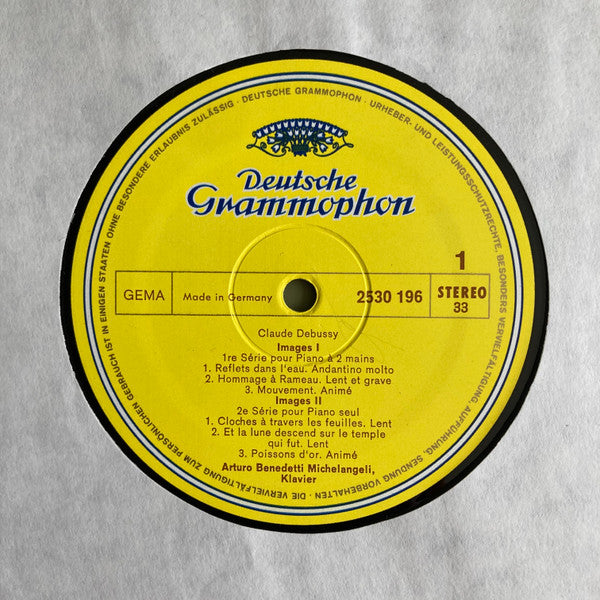 DEUTSCHE GRAMMOPHON · URHEBER- UND LEISTUNGSSCHUTZRECHTE, BESONDERS VERVIELFÄLTIGUNG, AUFFÜHRUNG, SENDUNG VORBEHALTEN · DIE VERVIELFÄLTIGUNG ZUM PERSÖNLICHEN GEBRAUCH IST IN EINIGEN STAATEN OHNE BESONDERE ERLAUBNIS ZULÄSSIG ·
Deutsche
Grammophon
1
GEMA Made in Germany 2530 196 STEREO
33
Claude Debussy
Images I
1re Série pour Piano à 2 mains
1. Reflets dans l'eau. Andantino molto
2. Hommage à Rameau. Lent et grave
3. Mouvement. Animé
Images II
2e Série pour Piano seul
1. Cloches à travers les feuilles. Lent
2. Et la lune descend sur le temple
qui fut. Lent
3. Poissons d'or. Animé
Arturo Benedetti Michelangeli,
Klavier